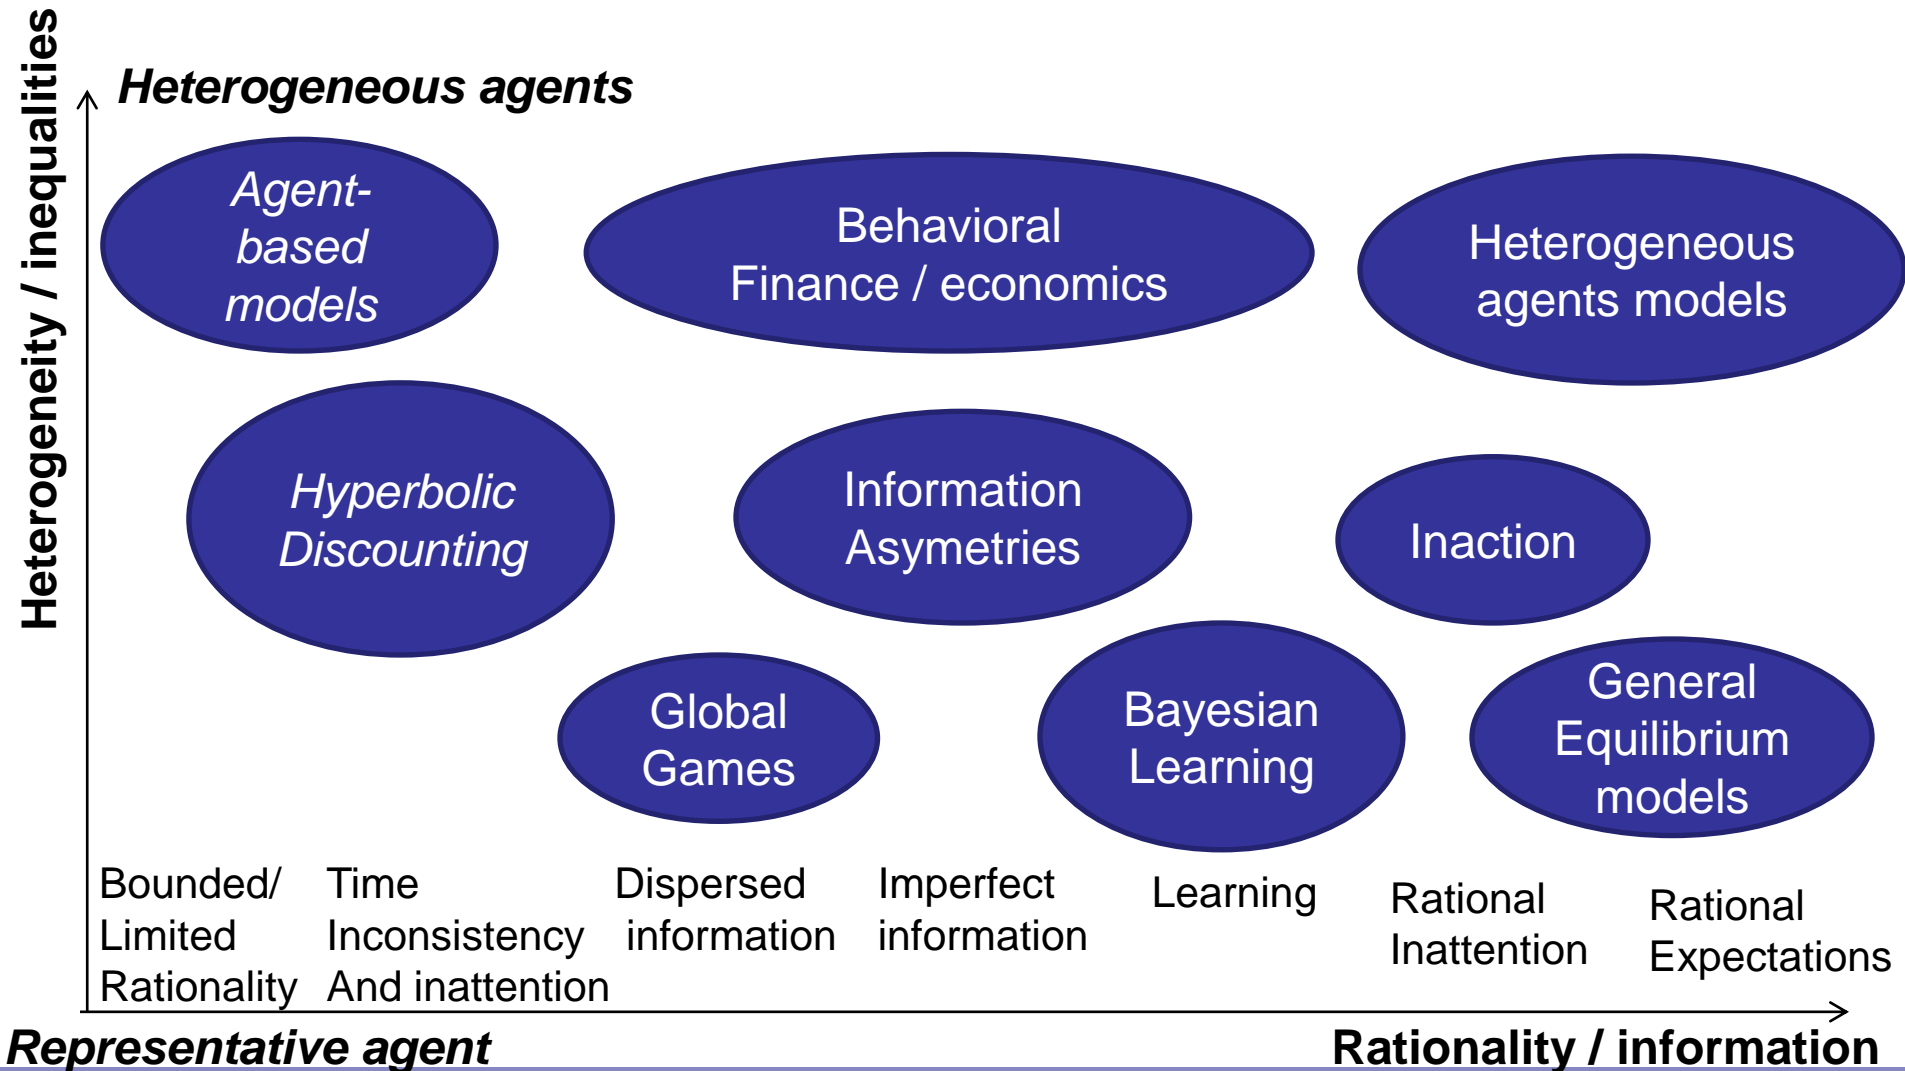 Heterogeneity / inequalities
Heterogeneous agents
Agent-
based
models
Behavioral
Finance / economics
Heterogeneous
agents models
Hyperbolic
Discounting
Information
Asymetries
Inaction
Global
Games
Bayesian
Learning
General
Equilibrium
models
Bounded/
Limited
Rationality
Time
Inconsistency
And inattention
Dispersed
information
Imperfect
information
Learning
Rational
Inattention
Rational
Expectations
Representative agent
Rationality / information